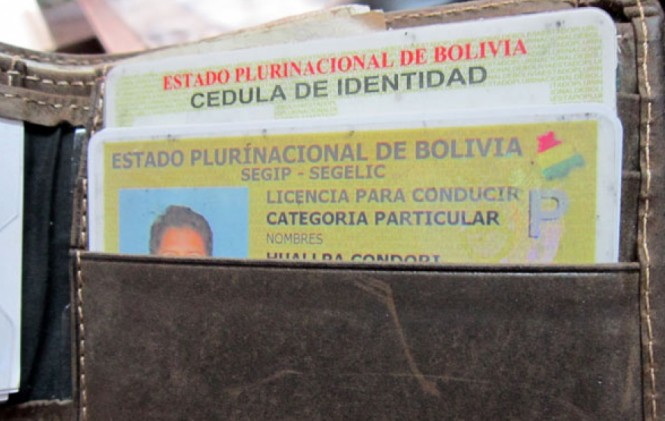 ESTADO PLURINACIONAL DE BOLIVIA
CEDULA DE IDENTIDAD
ESTADO PLURINACIONAL DE BOLIVIA
SEGIP - SEGELIC
LICENCIA PARA CONDUCIR
CATEGORIA PARTICULAR
P
NOMBRES
HUALLPA CONDORI